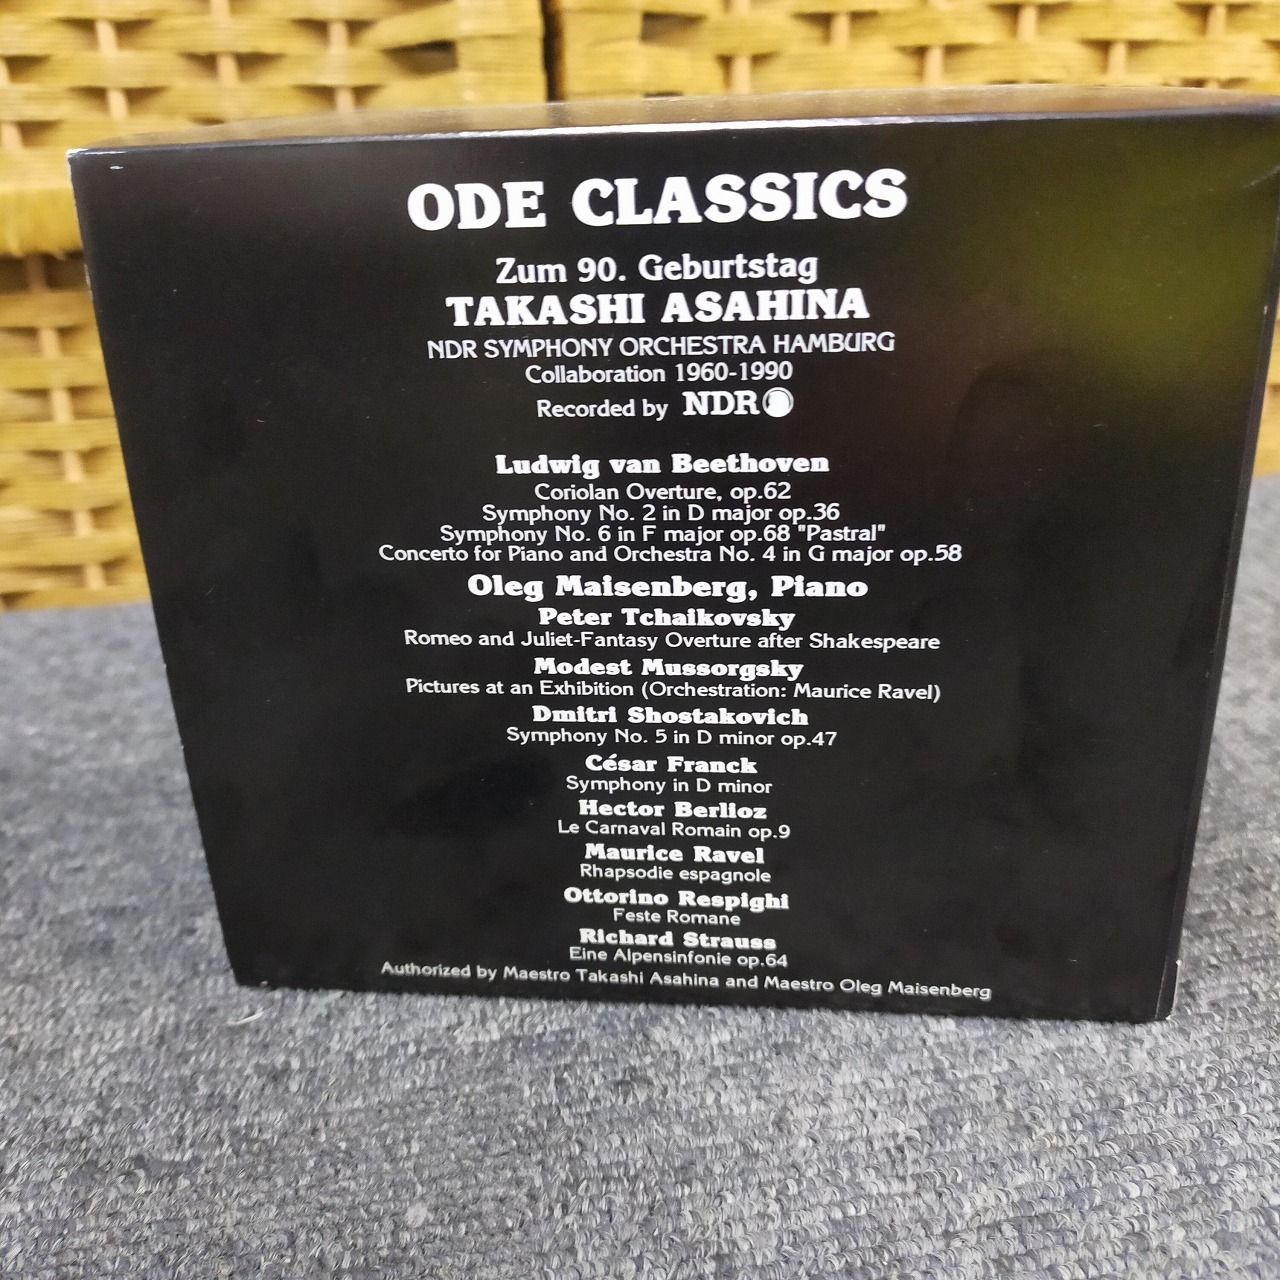 ODE CLASSICS
Zum 90. Geburtstag
TAKASHI ASAHINA
NDR SYMPHONY ORCHESTRA HAMBURG
Collaboration 1960-1990
Recorded by NDR
Ludwig van Beethoven
Coriolan Overture, op.62
Symphony No. 2 in D major op.36
Symphony No. 6 in F major op.68 "Pastral"
Concerto for Piano and Orchestra No. 4 in G major op.58
Oleg Maisenberg, Piano
Peter Tchaikovsky
Romeo and Juliet-Fantasy Overture after Shakespeare
Modest Mussorgsky
Pictures at an Exhibition (Orchestration: Maurice Ravel)
Dmitri Shostakovich
Symphony No. 5 in D minor op.47
César Franck
Symphony in D minor
Hector Berlioz
Le Carnaval Romain op.9
Maurice Ravel
Rhapsodie espagnole
Ottorino Respighi
Feste Romane
Richard Strauss
Eine Alpensinfonie op.64
Authorized by Maestro Takashi Asahina and Maestro Oleg Maisenberg